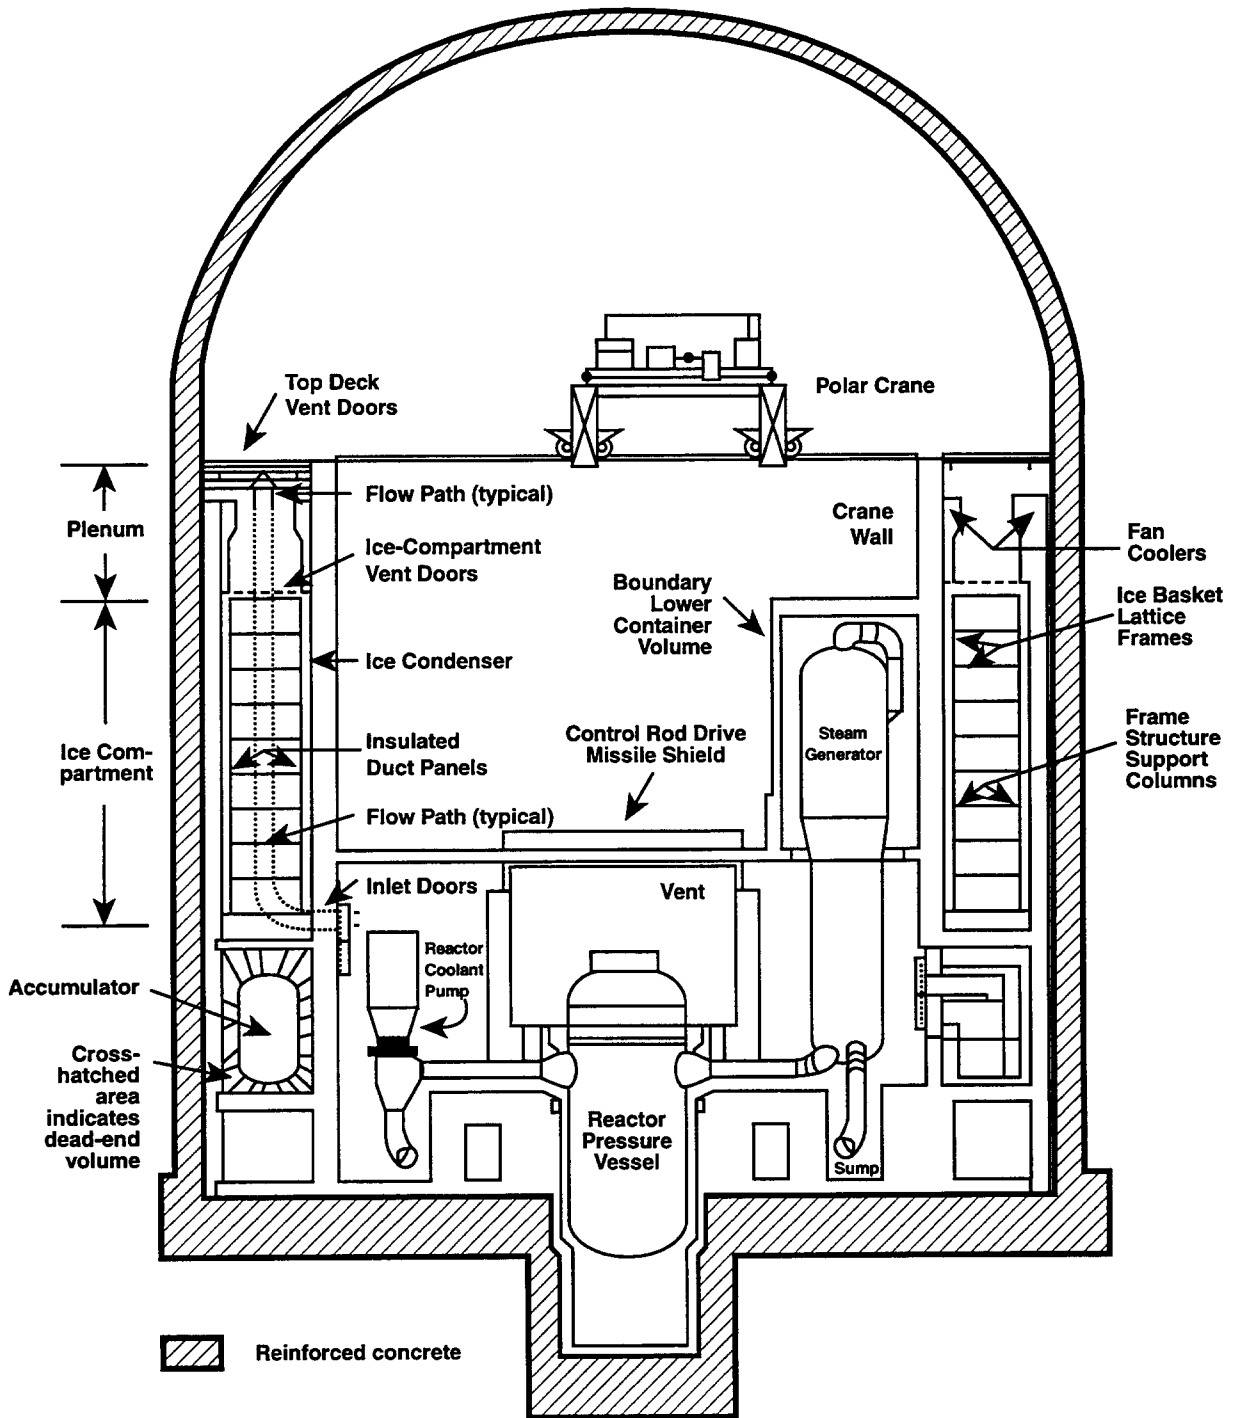 Top Deck
Vent Doors
Polar Crane
Plenum
Flow Path (typical)
Ice-Compartment
Vent Doors
Crane
Wall
Fan
Coolers
Boundary
Lower
Container
Volume
Ice Basket
Lattice
Frames
Ice Condenser
Ice Com-
partment
Insulated
Duct Panels
Control Rod Drive
Missile Shield
Steam
Generator
Frame
Structure
Support
Columns
Flow Path (typical)
Inlet Doors
Vent
Reactor
Coolant
Pump
Accumulator
Cross-
hatched
area
indicates
dead-end
volume
Reactor
Pressure
Vessel
Sump
Reinforced concrete